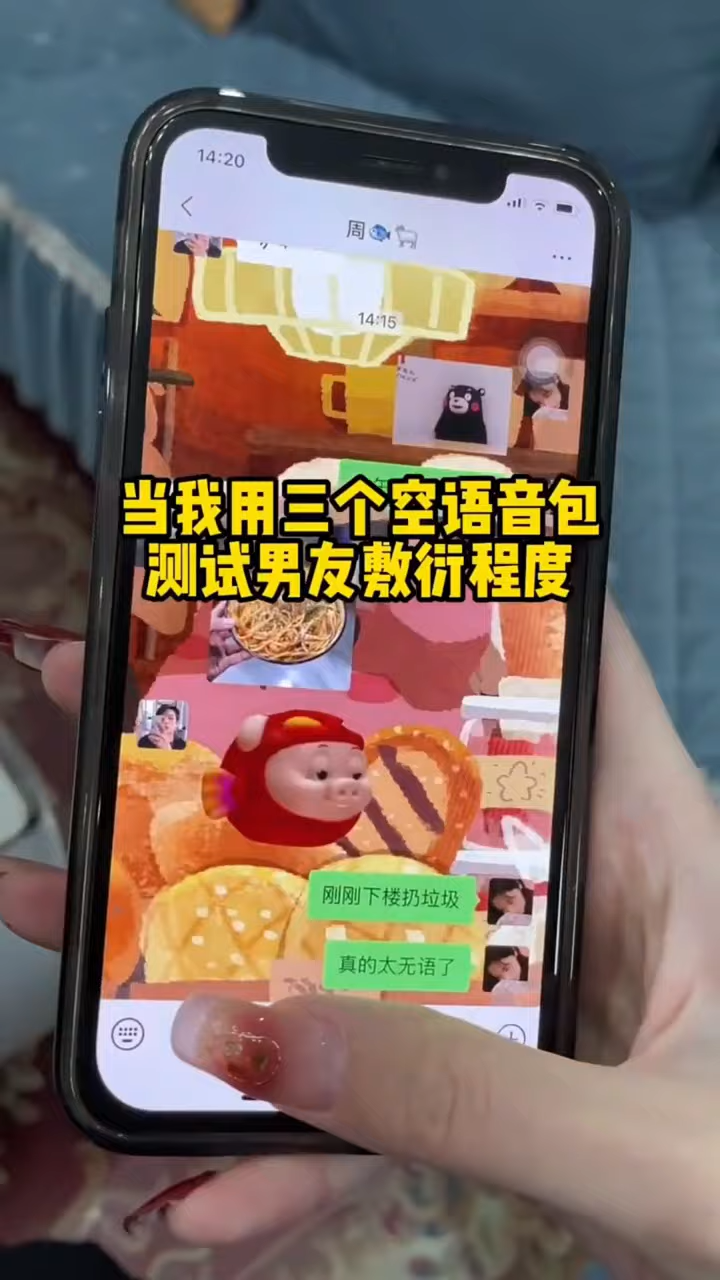 14:20
周🐟🐑
14:15
当我用三个空语音包
测试男友敷衍程度
刚刚下楼扔垃圾
真的太无语了